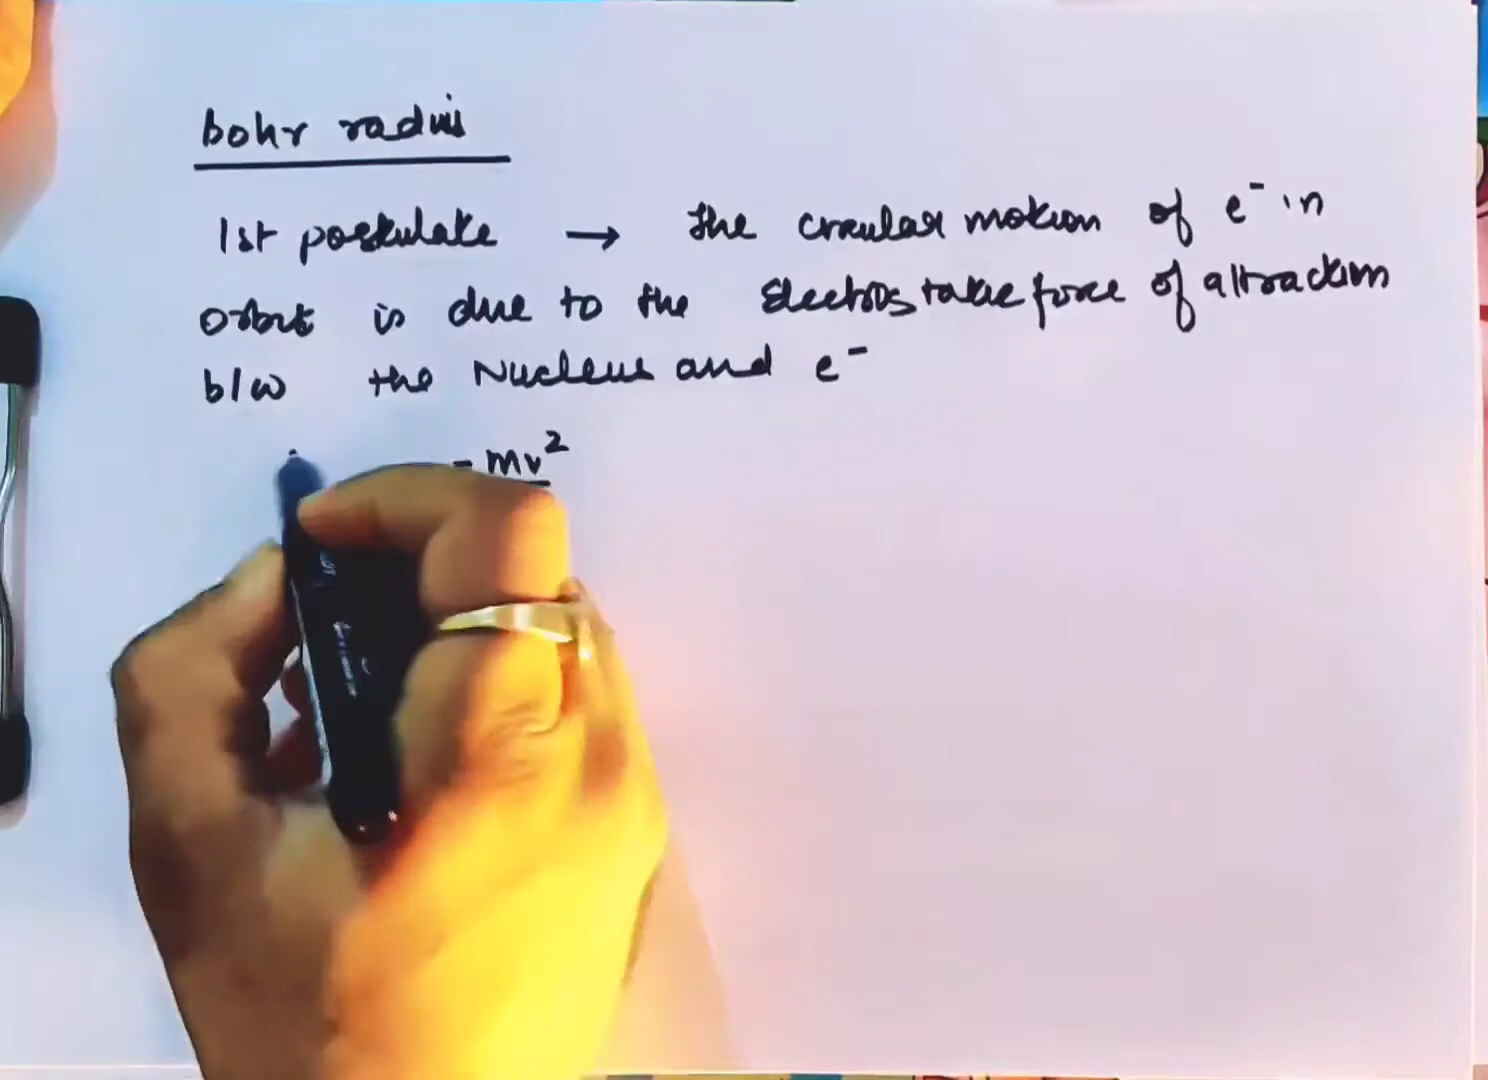 bohr radius
1st postulate → the circular motion of e⁻ in
orbit is due to the Electrostatic force of attraction
b/w the Nucleus and e⁻
= mv²